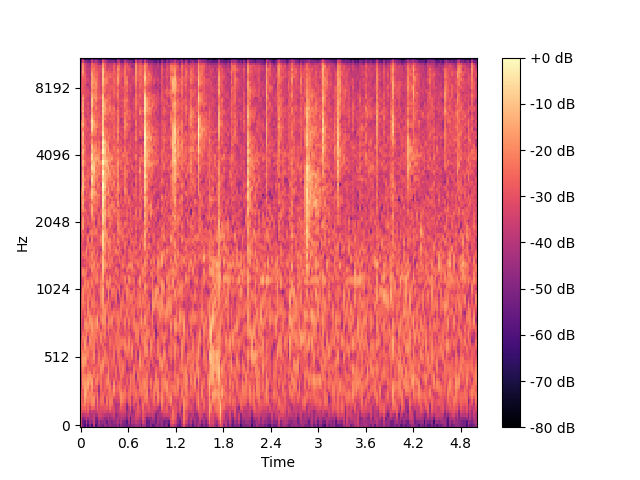 +0 dB
8192
-10 dB
4096
-20 dB
-30 dB
2048
Hz
-40 dB
1024
-50 dB
-60 dB
512
-70 dB
0
-80 dB
0 0.6 1.2 1.8 2.4 3 3.6 4.2 4.8
Time